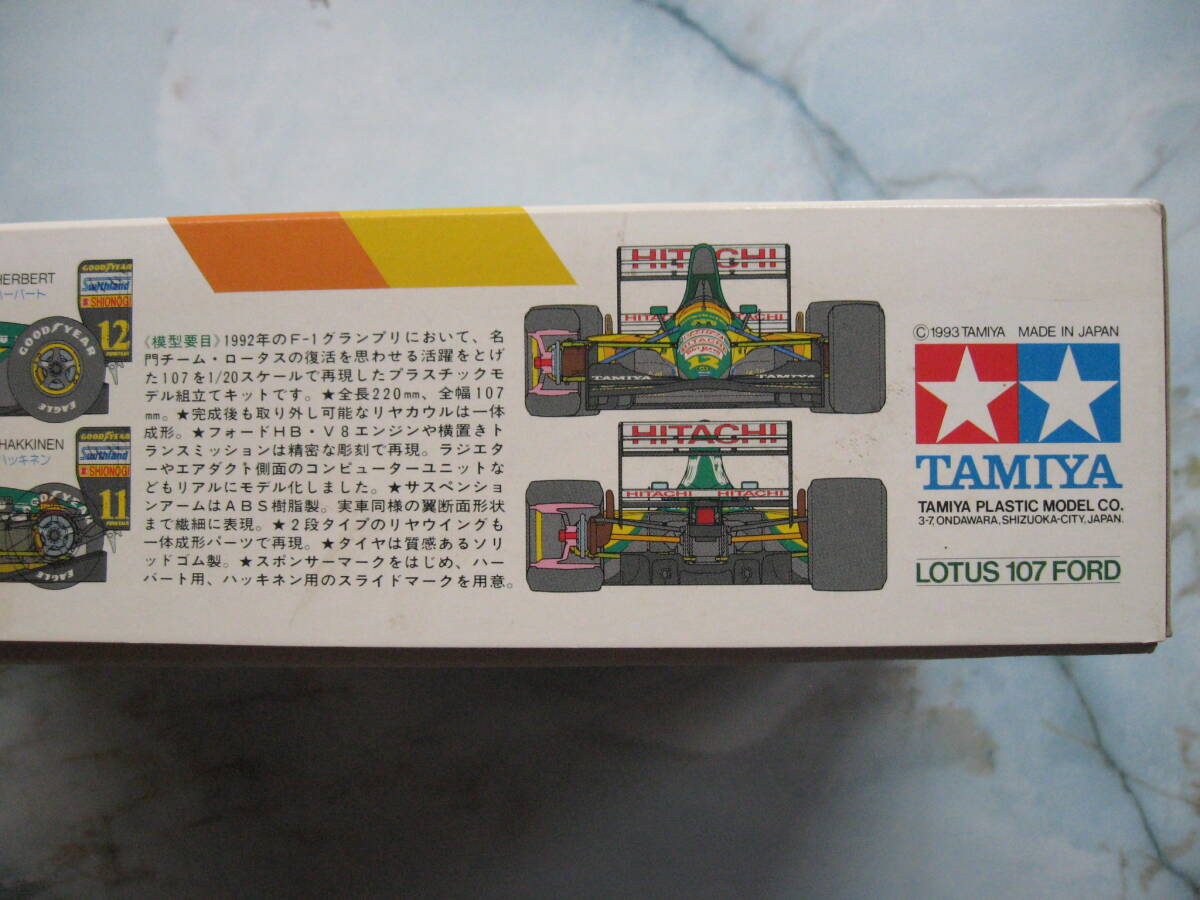 HERBERT
ーバート
GOODYEAR
Southland
SHIONOGI
12
GOODYEAR
EAGLE
HAKKINEN
ハッキネン
GOODYEAR
Southland
SHIONOGI
11
EAGLE
《模型要目》1992年のF-1グランプリにおいて、名
門チーム・ロータスの復活を思わせる活躍をとげ
た107を1/20スケールで再現したプラスチックモ
デル組立てキットです。★全長220mm、全幅107
mm。★完成後も取り外し可能なリヤカウルは一体
成形。★フォードHB・V8エンジンや横置きト
ランスミッションは精密な彫刻で再現。ラジエタ
ーやエアダクト側面のコンピューターユニットな
どもリアルにモデル化しました。★サスペンショ
ンアームはABS樹脂製。実車同様の翼断面形状
まで繊細に表現。★2段タイプのリヤウイングも
一体成形パーツで再現。★タイヤは質感あるソリ
ッドゴム製。★スポンサーマークをはじめ、ハー
バート用、ハッキネン用のスライドマークを用意。
HITACHI
HITACHI
TAMIYA
HITACHI
HITACHI
HITACHI
©1993 TAMIYA MADE IN JAPAN
TAMIYA
TAMIYA PLASTIC MODEL CO.
3-7, ONDAWARA, SHIZUOKA-CITY, JAPAN.
LOTUS 107 FORD